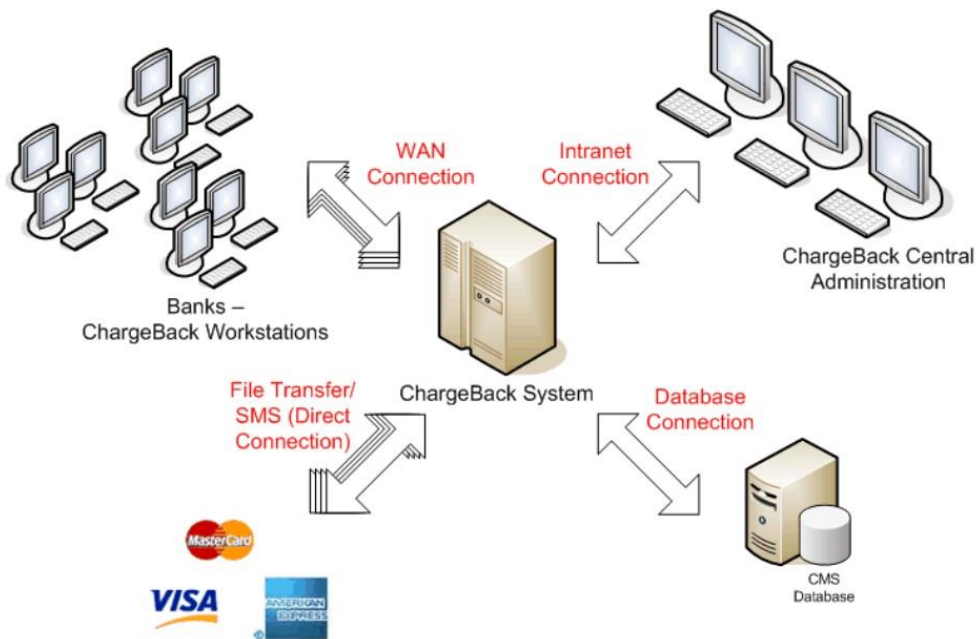 WAN
Connection
Intranet
Connection
Banks –
ChargeBack Workstations
ChargeBack Central
Administration
ChargeBack System
File Transfer/
SMS (Direct
Connection)
Database
Connection
MasterCard
VISA
AMERICAN
EXPRESS
®
CMS
Database